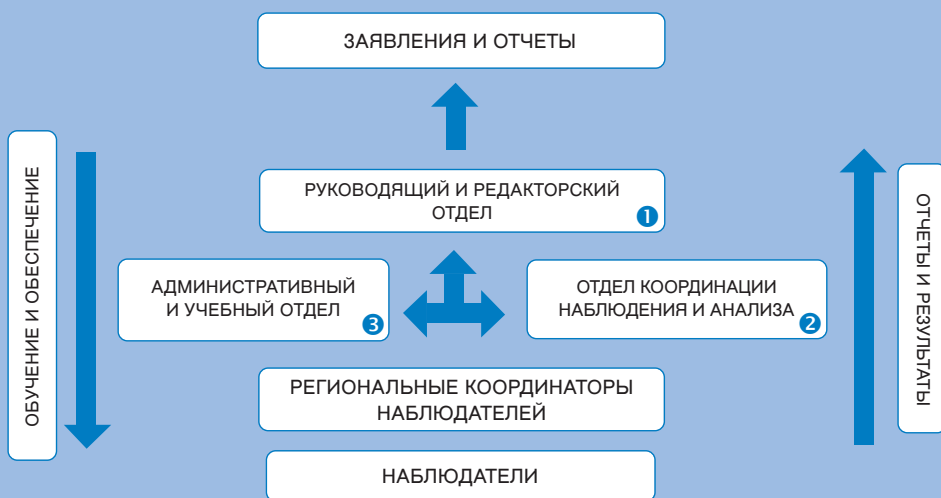 ЗАЯВЛЕНИЯ И ОТЧЕТЫ
РУКОВОДЯЩИЙ И РЕДАКТОРСКИЙ
ОТДЕЛ
1
АДМИНИСТРАТИВНЫЙ
И УЧЕБНЫЙ ОТДЕЛ
3
ОТДЕЛ КООРДИНАЦИИ
НАБЛЮДЕНИЯ И АНАЛИЗА
2
РЕГИОНАЛЬНЫЕ КООРДИНАТОРЫ
НАБЛЮДАТЕЛЕЙ
НАБЛЮДАТЕЛИ
ОБУЧЕНИЕ И ОБЕСПЕЧЕНИЕ
ОТЧЕТЫ И РЕЗУЛЬТАТЫ